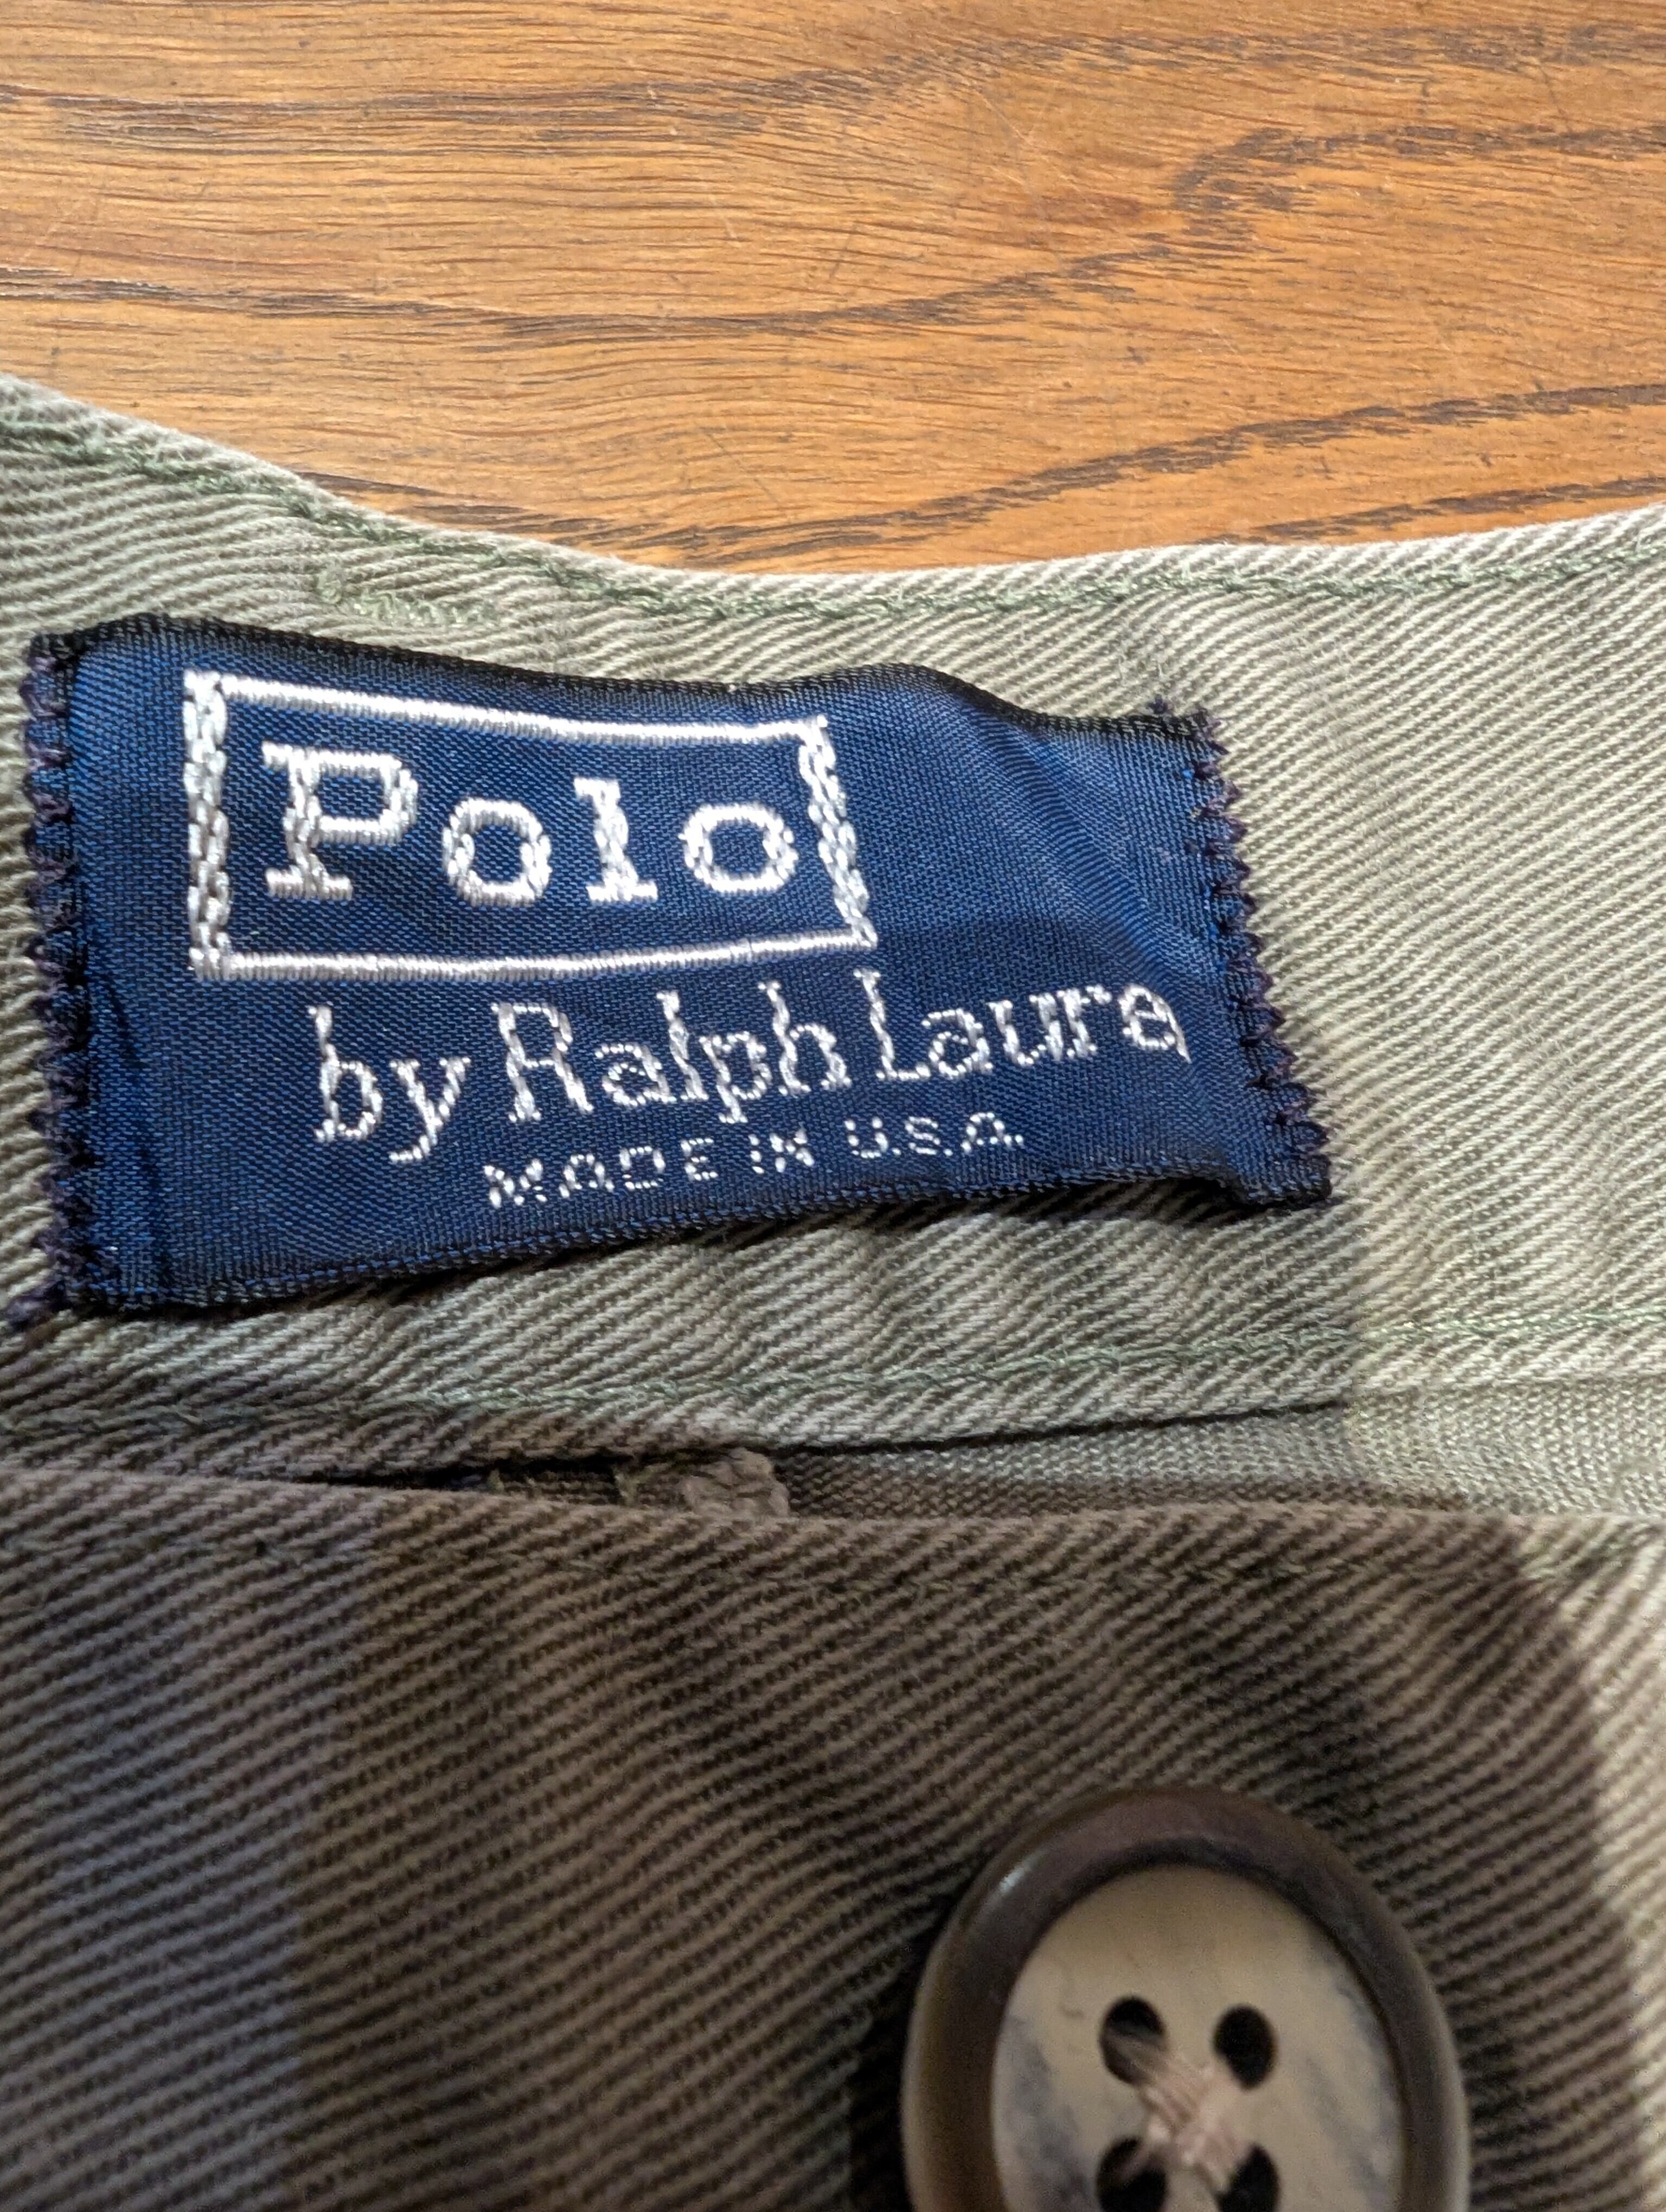 Polo
by Ralph Laure
MADE IN U.S.A.